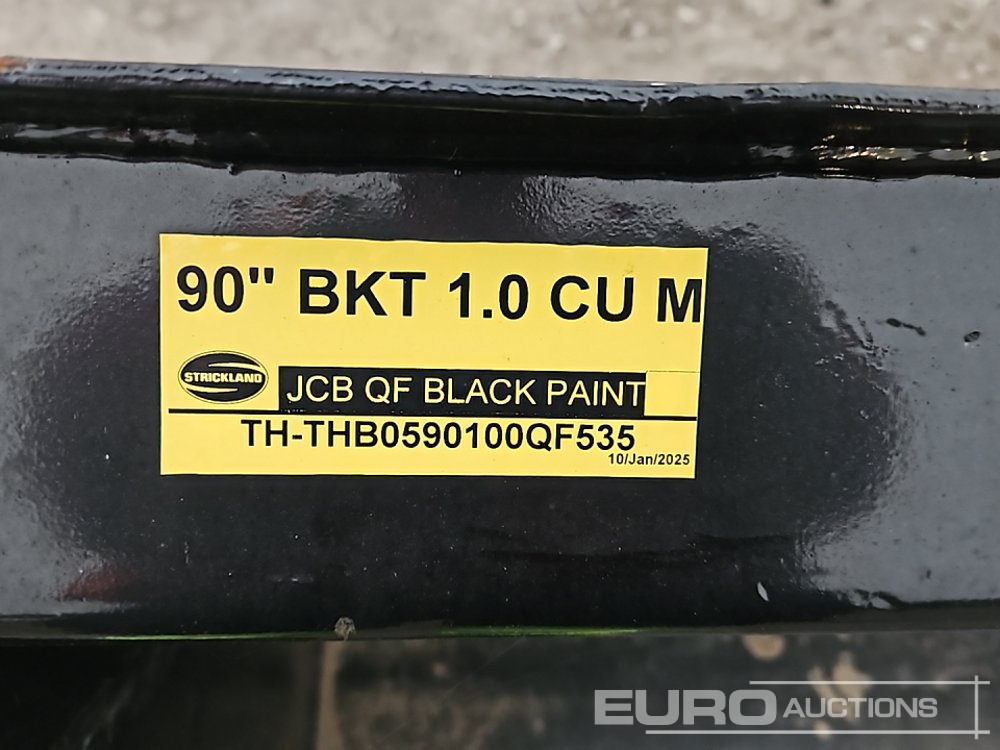 90" BKT 1.0 CU M
STRICKLAND
JCB QF BLACK PAINT
TH-THB0590100QF535
10/Jan/2025
EURO AUCTIONS